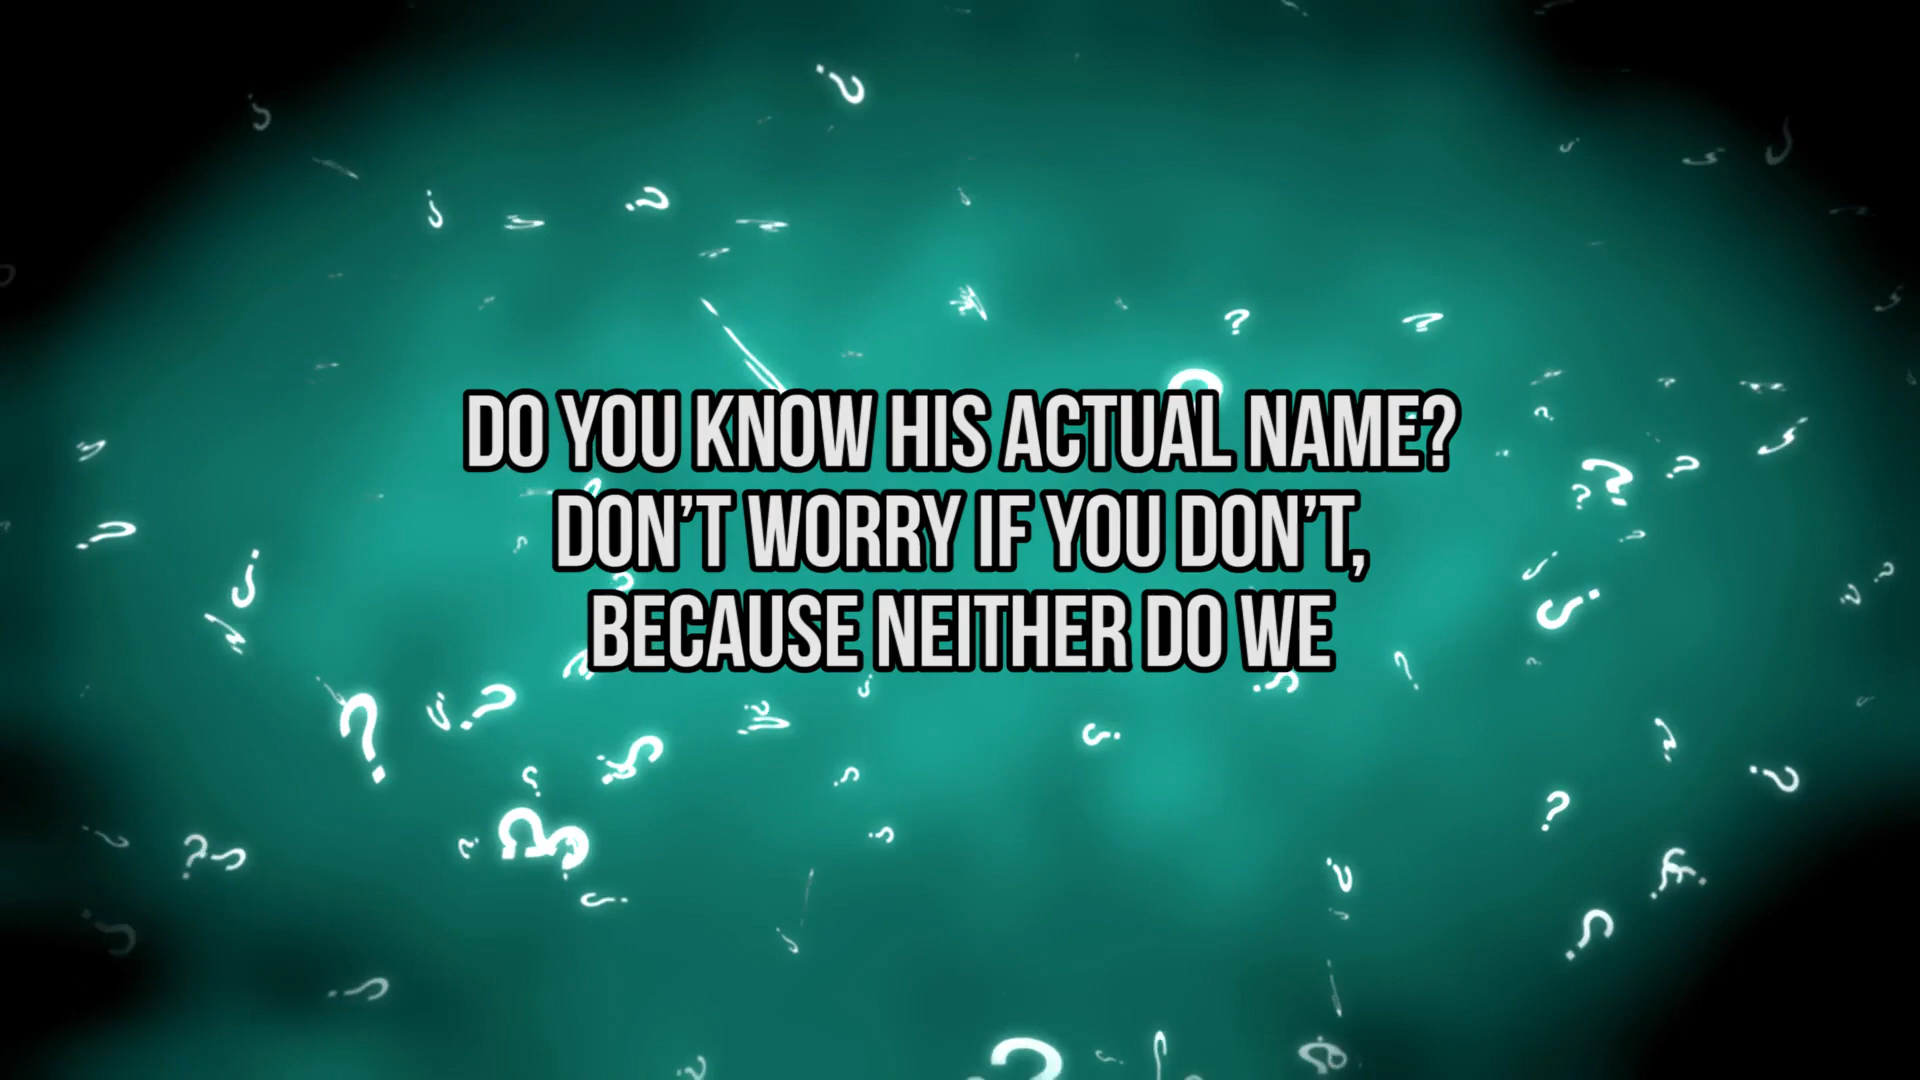 DO YOU KNOW HIS ACTUAL NAME?
DON'T WORRY IF YOU DON'T,
BECAUSE NEITHER DO WE